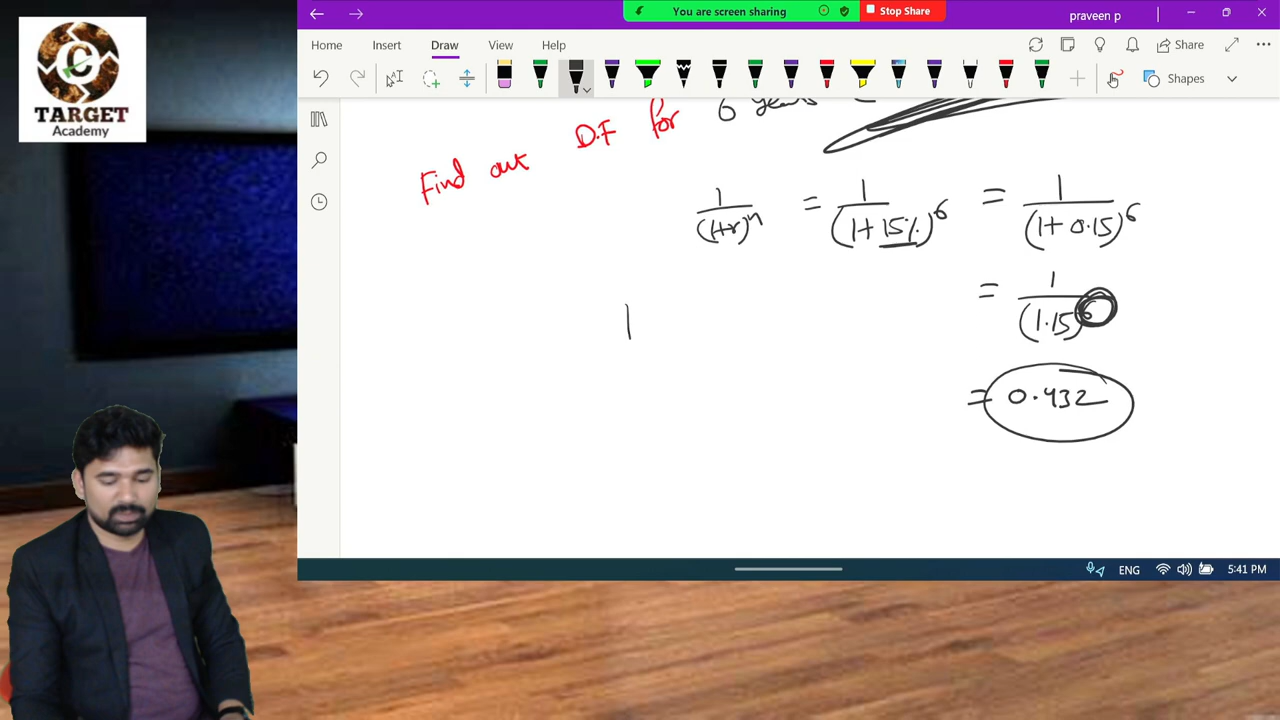 You are screen sharing Stop Share
praveen p
Home Insert Draw View Help Share
Shapes
C
TARGET
Academy
Find out D.F for 6 years
1/(1+r)^n = 1/(1+15%)^6 = 1/(1+0.15)^6
= 1/(1.15)^6
1
= 0.432
ENG 5:41 PM